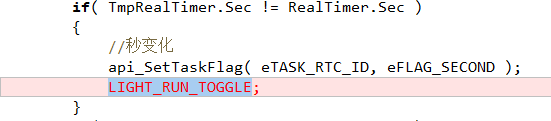 if( TmpRealTimer.Sec != RealTimer.Sec )
{
//秒变化
api_SetTaskFlag( eTASK_RTC_ID, eFLAG_SECOND );
LIGHT_RUN_TOGGLE;
}